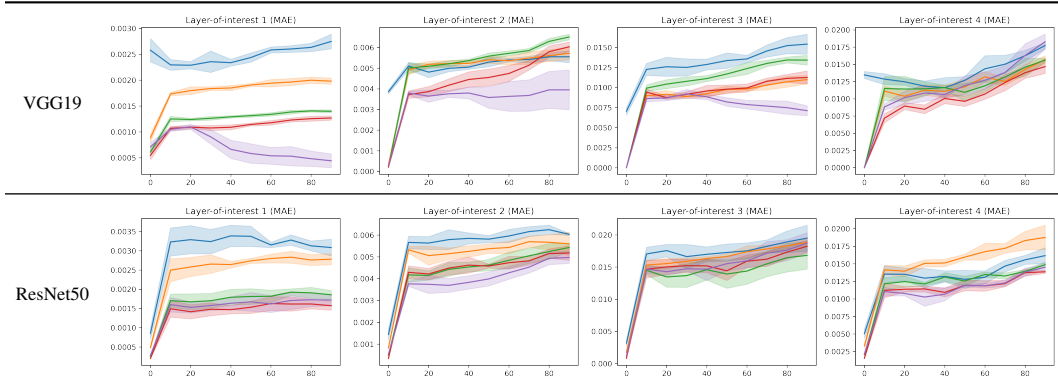 Layer-of-interest 1 (MAE) Layer-of-interest 2 (MAE) Layer-of-interest 3 (MAE) Layer-of-interest 4 (MAE)
VGG19
0.0030 0.0025 0.0020 0.0015 0.0010 0.0005
0.006 0.005 0.004 0.003 0.002 0.001 0.000
0.0150 0.0125 0.0100 0.0075 0.0050 0.0025 0.0000
0.0200 0.0175 0.0150 0.0125 0.0100 0.0075 0.0050 0.0025 0.0000
0 20 40 60 80 0 20 40 60 80 0 20 40 60 80 0 20 40 60 80
Layer-of-interest 1 (MAE) Layer-of-interest 2 (MAE) Layer-of-interest 3 (MAE) Layer-of-interest 4 (MAE)
ResNet50
0.0035 0.0030 0.0025 0.0020 0.0015 0.0010 0.0005
0.006 0.005 0.004 0.003 0.002 0.001
0.020 0.015 0.010 0.005 0.000
0.0200 0.0175 0.0150 0.0125 0.0100 0.0075 0.0050 0.0025
0 20 40 60 80 0 20 40 60 80 0 20 40 60 80 0 20 40 60 80